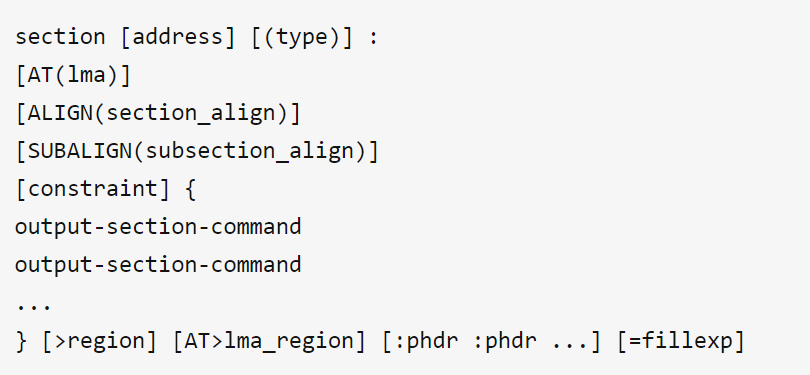 section [address] [(type)] :
[AT(lma)]
[ALIGN(section_align)]
[SUBALIGN(subsection_align)]
[constraint] {
output-section-command
output-section-command
...
} [>region] [AT>lma_region] [:phdr :phdr ...] [=fillexp]